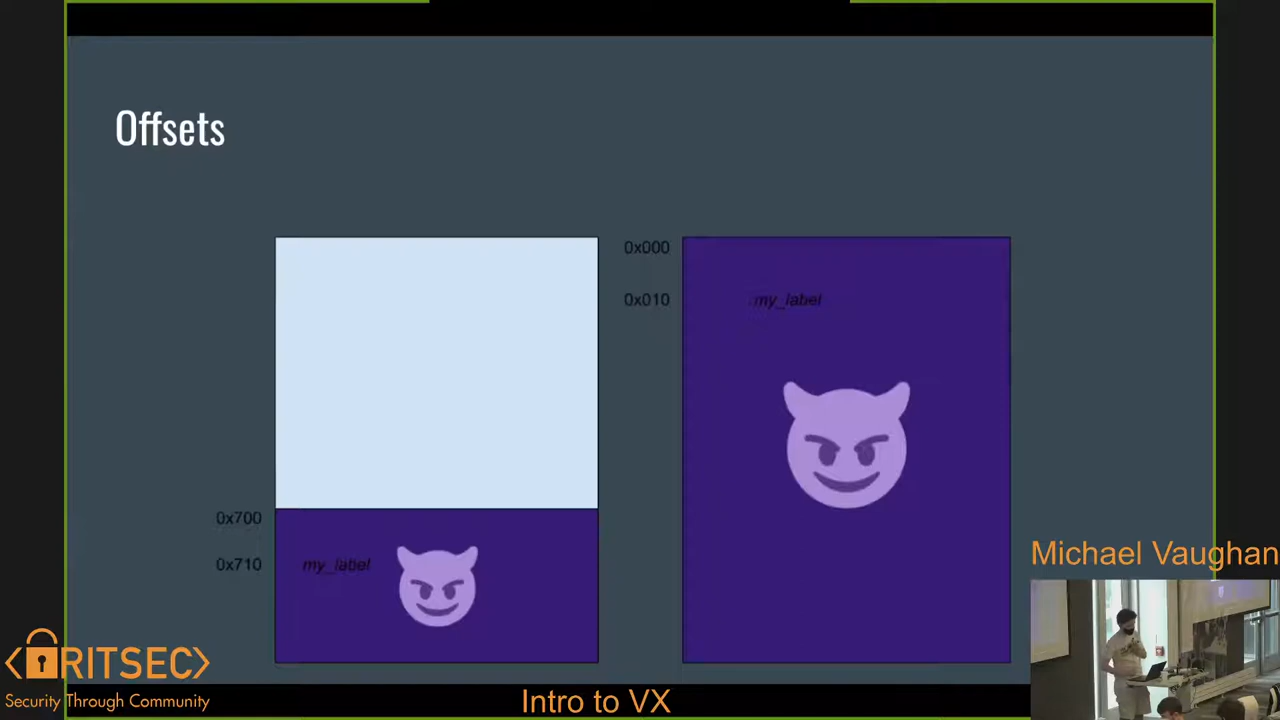 Offsets
0x000
0x010
my_label
0x700
0x710
my_label
Michael Vaughan
RITSEC
Security Through Community
Intro to VX